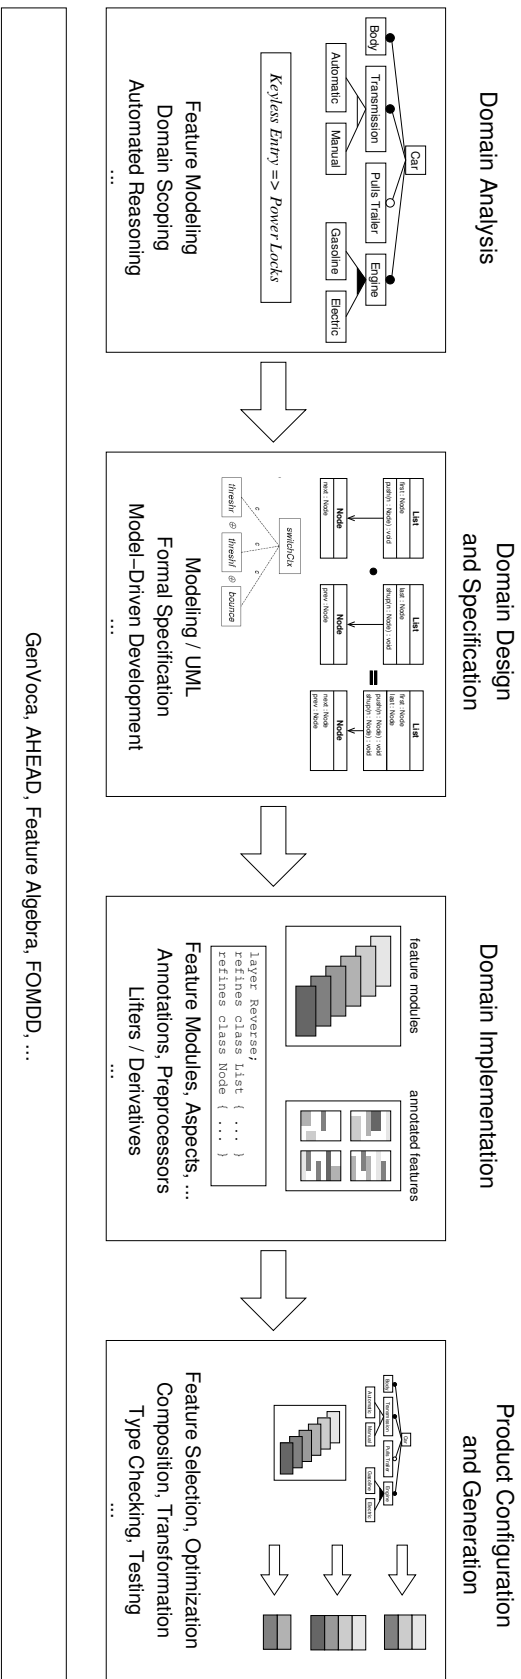 Domain Analysis
Car
Body
Transmission
Pulls Trailer
Engine
Automatic
Manual
Gasoline
Electric
Keyless Entry => Power Locks
Feature Modeling
Domain Scoping
Automated Reasoning
...
Domain Design
and Specification
List
first : Node
push(n : Node) : void
Node
next : Node
List
last : Node
shup(n : Node) : void
Node
prev : Node
List
first : Node
last : Node
push(n : Node) : void
shup(n : Node) : void
Node
next : Node
prev : Node
switchClx
c
c
c
threshr ⊕ threshf ⊕ bounce
Modeling / UML
Formal Specification
Model−Driven Development
...
Domain Implementation
feature modules
annotated features
layer Reverse;
refines class List { ... }
refines class Node { ... }
Feature Modules, Aspects, ...
Annotations, Preprocessors
Lifters / Derivatives
...
Product Configuration
and Generation
Car
Body
Transmission
Pulls Trailer
Engine
Automatic
Manual
Gasoline
Electric
Feature Selection, Optimization
Composition, Transformation
Type Checking, Testing
...
GenVoca, AHEAD, Feature Algebra, FOMDD, ...